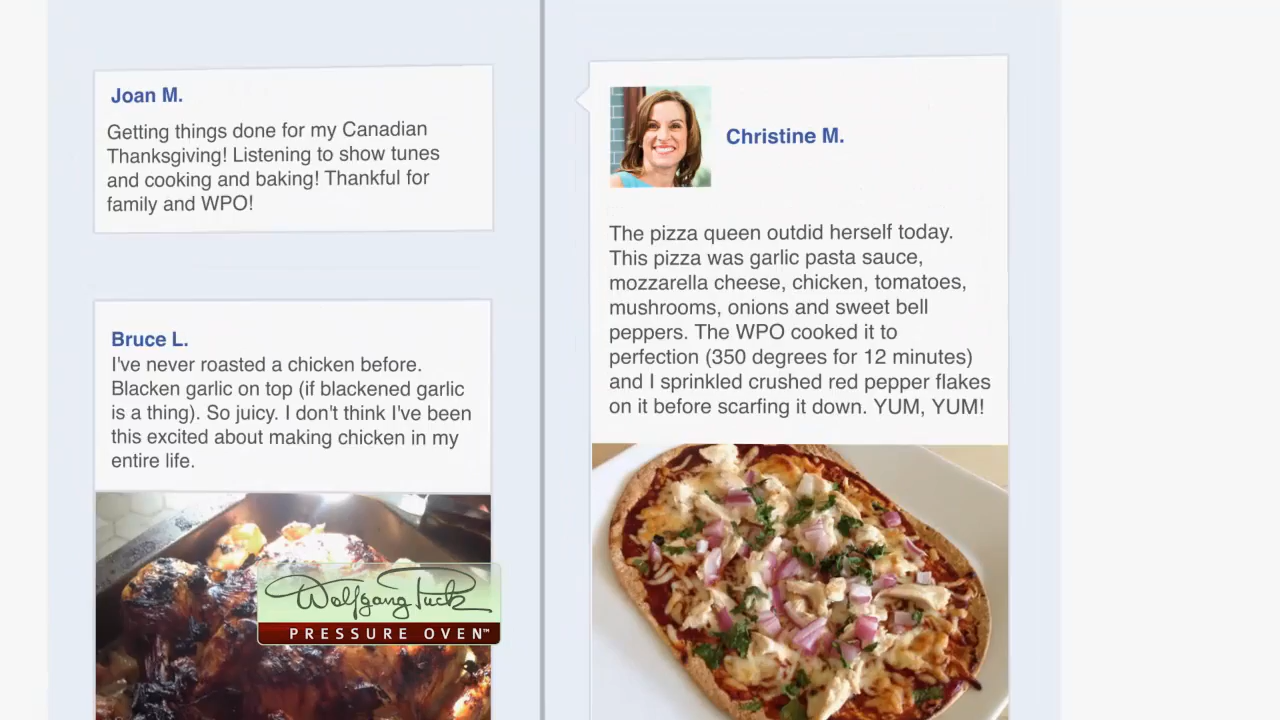 Joan M.
Getting things done for my Canadian
Thanksgiving! Listening to show tunes
and cooking and baking! Thankful for
family and WPO!
Bruce L.
I've never roasted a chicken before.
Blacken garlic on top (if blackened garlic
is a thing). So juicy. I don't think I've been
this excited about making chicken in my
entire life.
Wolfgang Puck
PRESSURE OVEN™
Christine M.
The pizza queen outdid herself today.
This pizza was garlic pasta sauce,
mozzarella cheese, chicken, tomatoes,
mushrooms, onions and sweet bell
peppers. The WPO cooked it to
perfection (350 degrees for 12 minutes)
and I sprinkled crushed red pepper flakes
on it before scarfing it down. YUM, YUM!